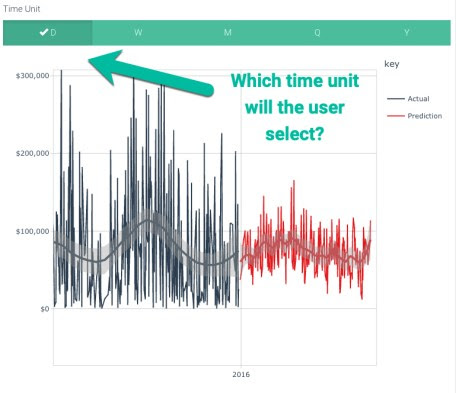 Time Unit
✔ D W M Q Y
key
$300,000
Which time unit
will the user
select?
Actual
Prediction
$200,000
$100,000
$0
2016